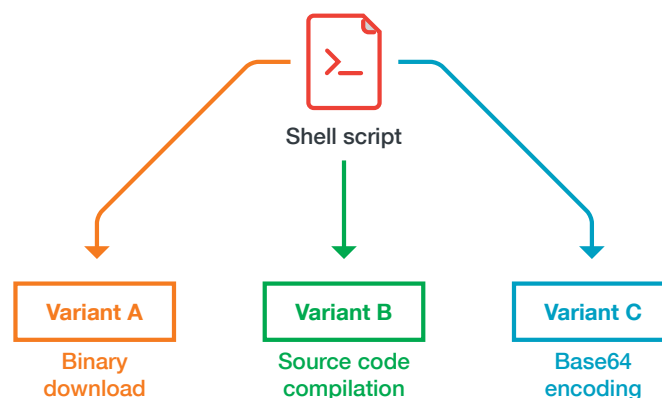 Shell script
Variant A
Variant B
Variant C
Binary
download
Source code
compilation
Base64
encoding